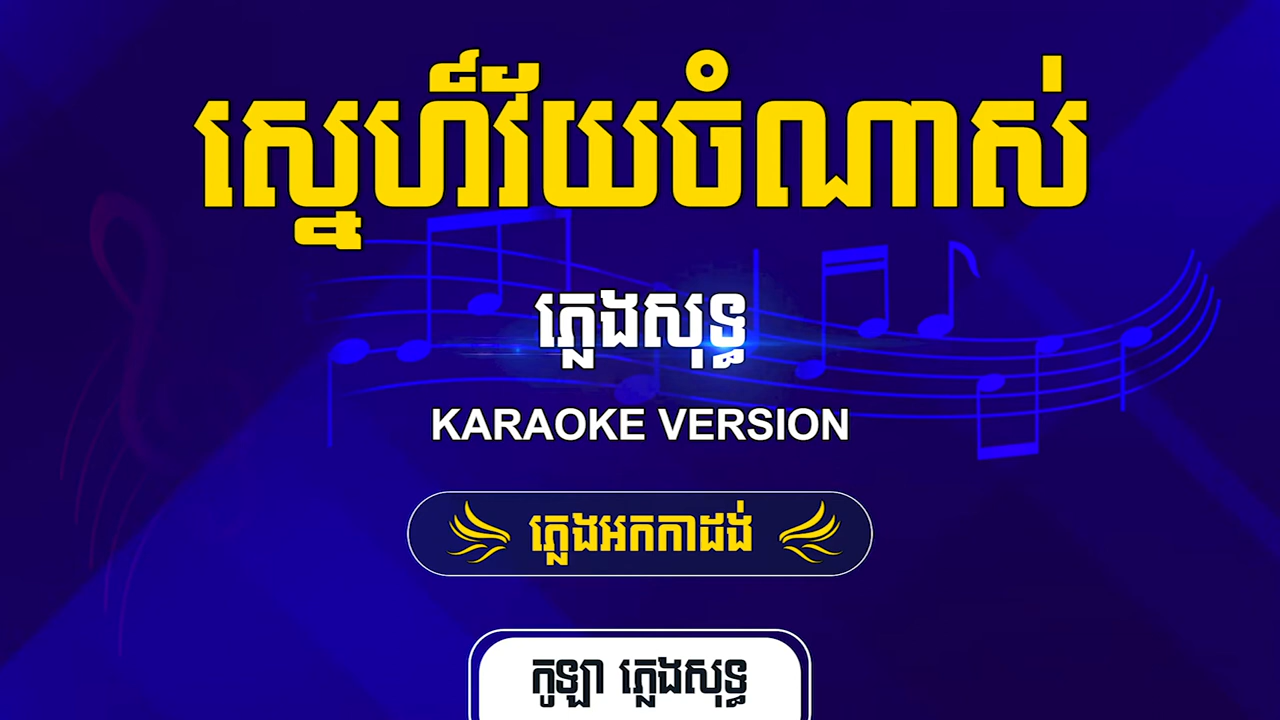 ស្នេហ៏វ័យចំណាស់
ភ្លេងសុទ្ធ
KARAOKE VERSION
ភ្លេងអកកាដង់
កូឡា ភ្លេងសុទ្ធ